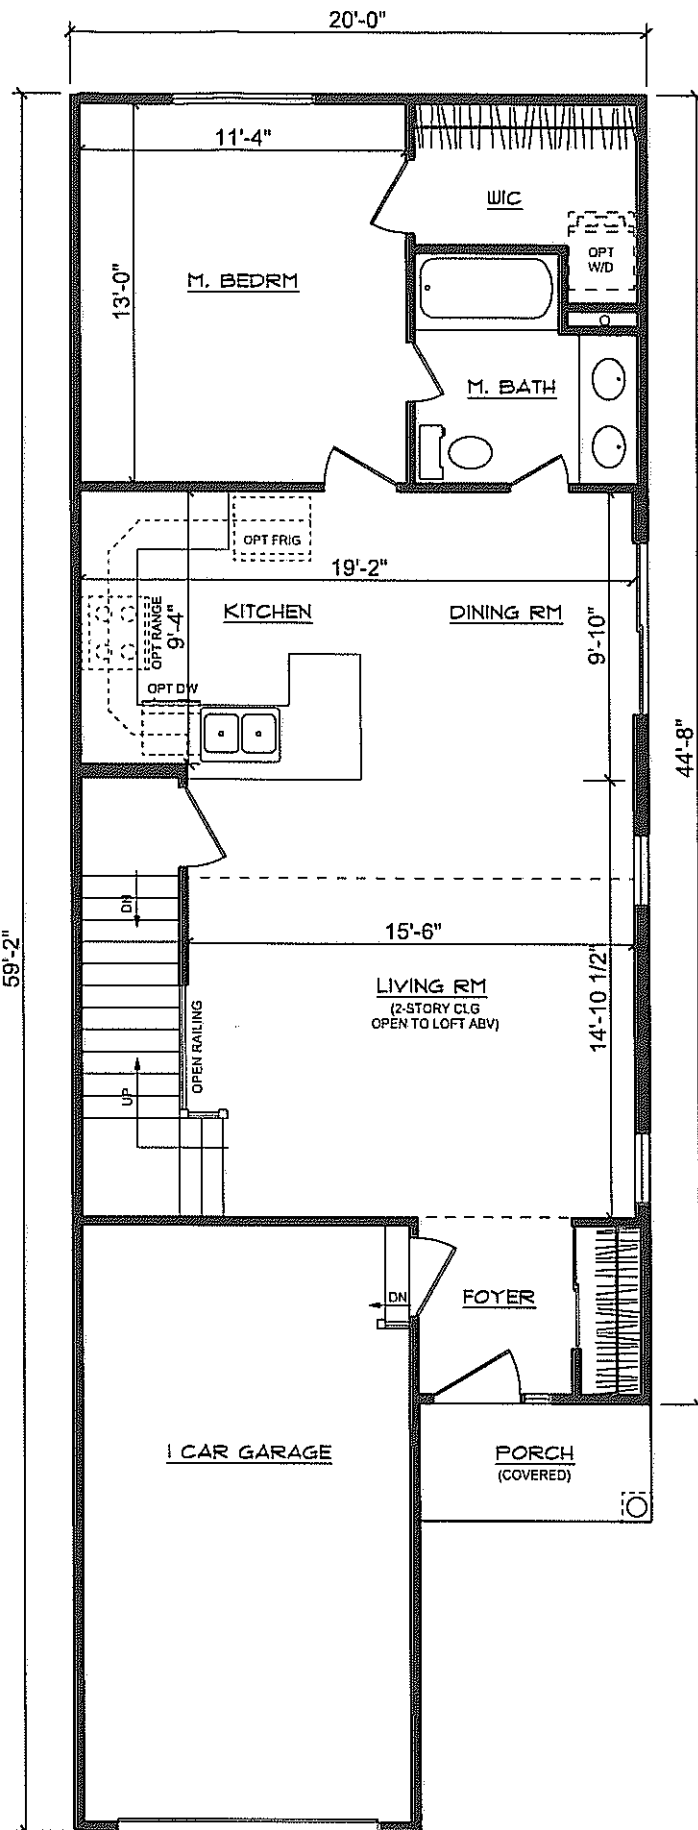 20'-0"
11'-4"
WIC
OPT
W/D
M. BEDRM
13'-0"
M. BATH
OPT FRIG
19'-2"
KITCHEN
DINING RM
OPT RANGE
9'-4"
9'-10"
OPT DW
44'-8"
DN
59'-2"
15'-6"
LIVING RM
(2-STORY CLG
OPEN TO LOFT ABV)
14'-10 1/2"
OPEN RAILING
UP
DN
FOYER
1 CAR GARAGE
PORCH
(COVERED)